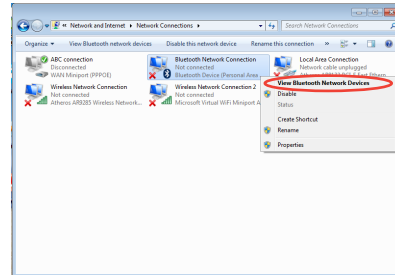 « Network and Internet ▸ Network Connections ▸
Search Network Connections
Organize ▾ View Bluetooth network devices Disable this network device Rename this connection »
ABC connection
Disconnected
WAN Miniport (PPPOE)
Bluetooth Network Connection
Not connected
Bluetooth Device (Personal Area
Local Area Connection
Network cable unplugged
Atheros
Fast Ethern
Wireless Network Connection
Not connected
Atheros AR9285 Wireless Network...
Wireless Network Connection 2
Not connected
Microsoft Virtual WiFi Miniport A
View Bluetooth Network Devices
Disable
Status
Create Shortcut
Rename
Properties